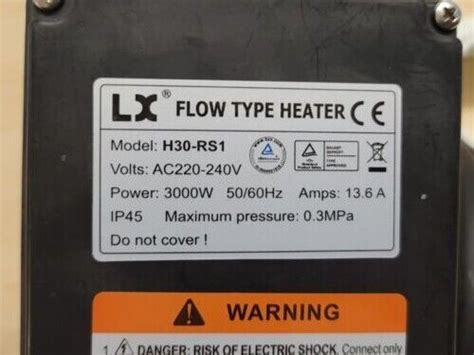 LX® FLOW TYPE HEATER CE
Model: H30-RS1
Volts: AC220-240V
Power: 3000W 50/60Hz Amps: 13.6 A
IP45 Maximum pressure: 0.3MPa
Do not cover !
WARNING
1. DANGER: RISK OF ELECTRIC SHOCK. Connect only